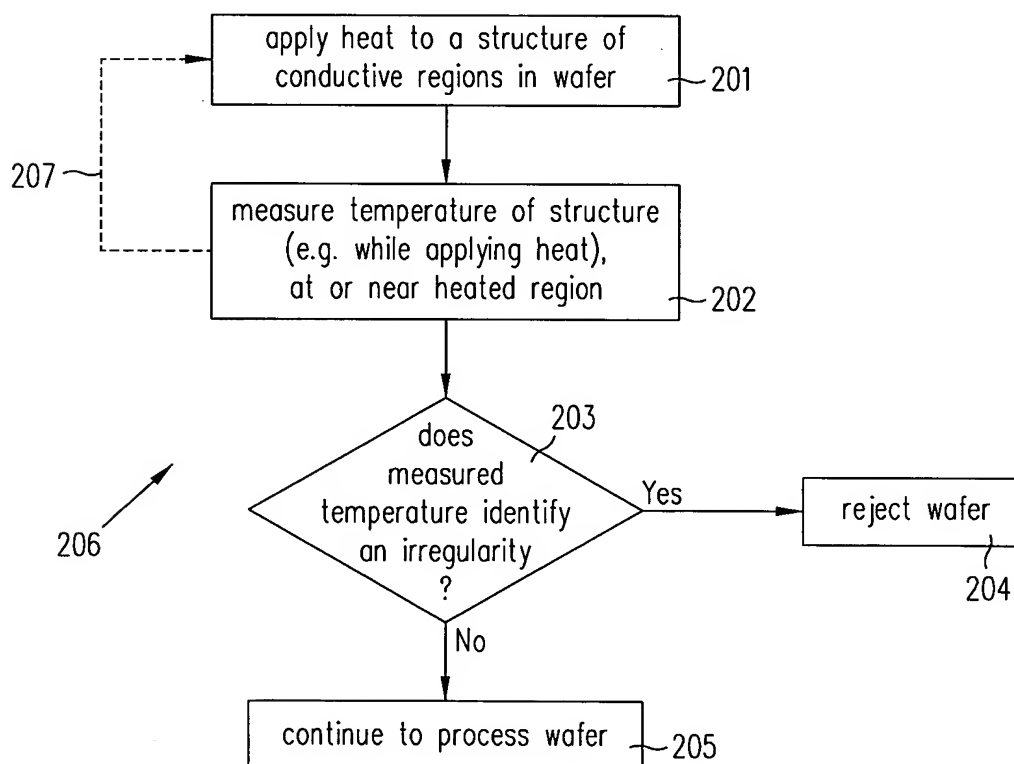 apply heat to a structure of
conductive regions in wafer
201
207
measure temperature of structure
(e.g. while applying heat),
at or near heated region
202
203
does
measured
temperature identify
an irregularity
?
Yes
reject wafer
204
206
No
continue to process wafer
205